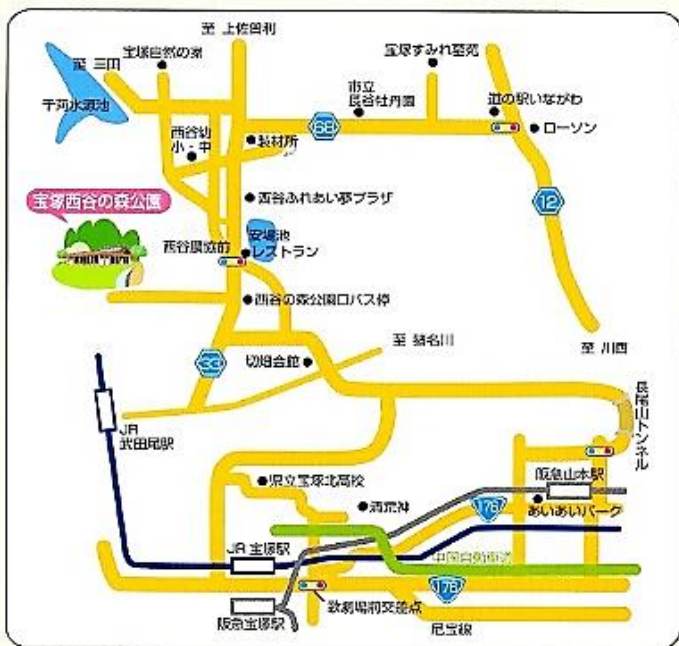 至 上佐曽利
宝塚自然の家
至 三田
千苅水源池
宝塚すみれ墓苑
市立
長谷牡丹園
道の駅いながわ
68
ローソン
西谷幼
小・中
製材所
宝塚西谷の森公園
西谷ふれあい夢プラザ
12
安場池
西谷農協前
レストラン
西谷の森公園口バス停
33
切畑会館
至 猪名川
至 川西
長尾山トンネル
JR
武田尾駅
県立宝塚北高校
阪急山本駅
清荒神
176
あいあいパーク
JR 宝塚駅
中国自動車道
176
歌劇場前交差点
阪急宝塚駅
尼宝線